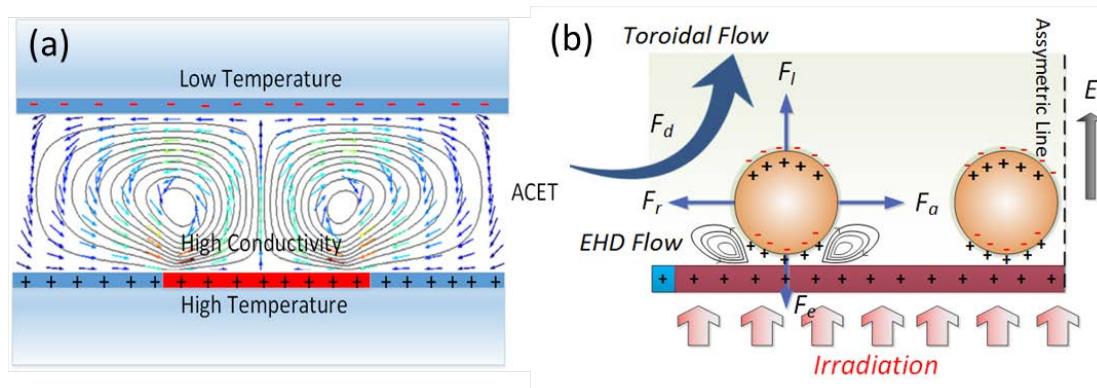 (a)
Low Temperature
- - - - - - - - - - - - -
ACET
High Conductivity
+ + + + + + + + + + + + + + + + + + + +
High Temperature
(b)
Toroidal Flow
Assymetric Line
E
F_l
F_d
F_r
F_a
EHD Flow
F_e
Irradiation